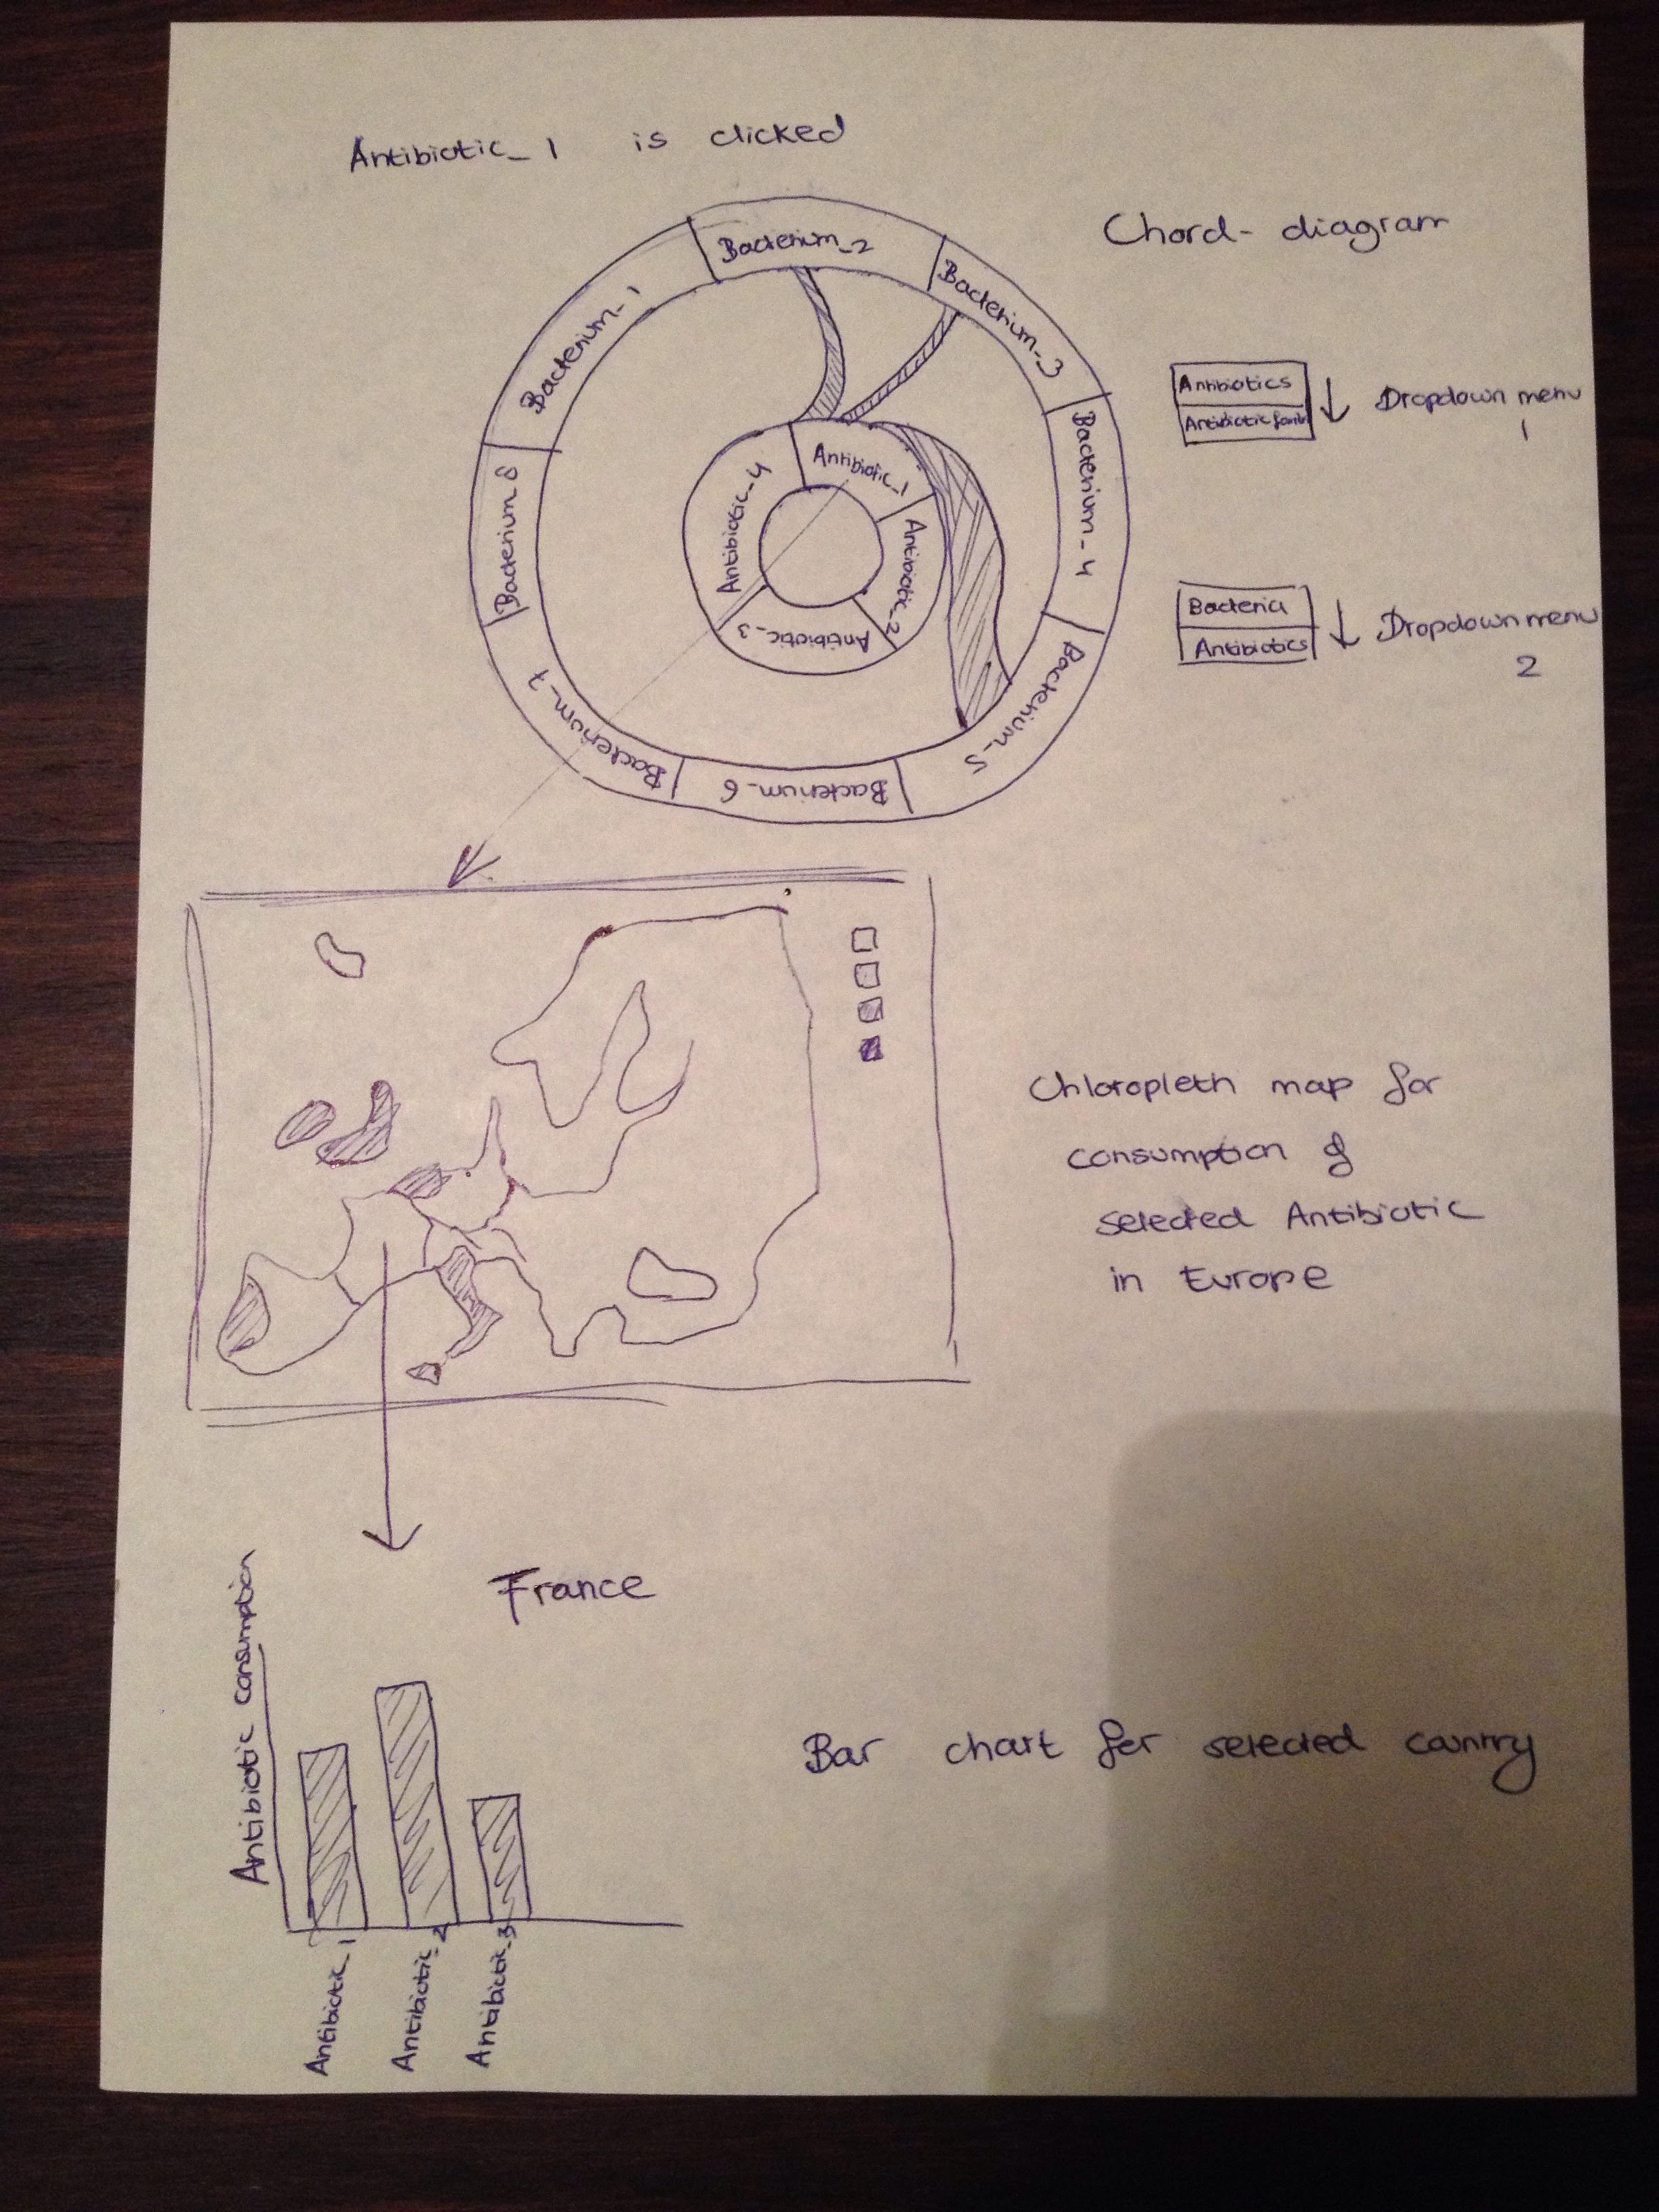 Antibiotic_1 is clicked
Chord-diagram
Bacterium_1
Bacterium_2
Bacterium_3
Bacterium_4
Bacterium_5
Bacterium_6
Bacterium_7
Bacterium_8
Antibiotic_1
Antibiotic_2
Antibiotic_3
Antibiotic_4
Antibiotics
Antibiotic
Dropdown menu
1
Bacteria
Antibiotics
Dropdown menu
2
Chloropleth map for
consumption of
selected Antibiotic
in Europe
France
Antibiotic consumption
Antibiotic_1
Antibiotic_2
Antibiotic_3
Bar chart for selected country